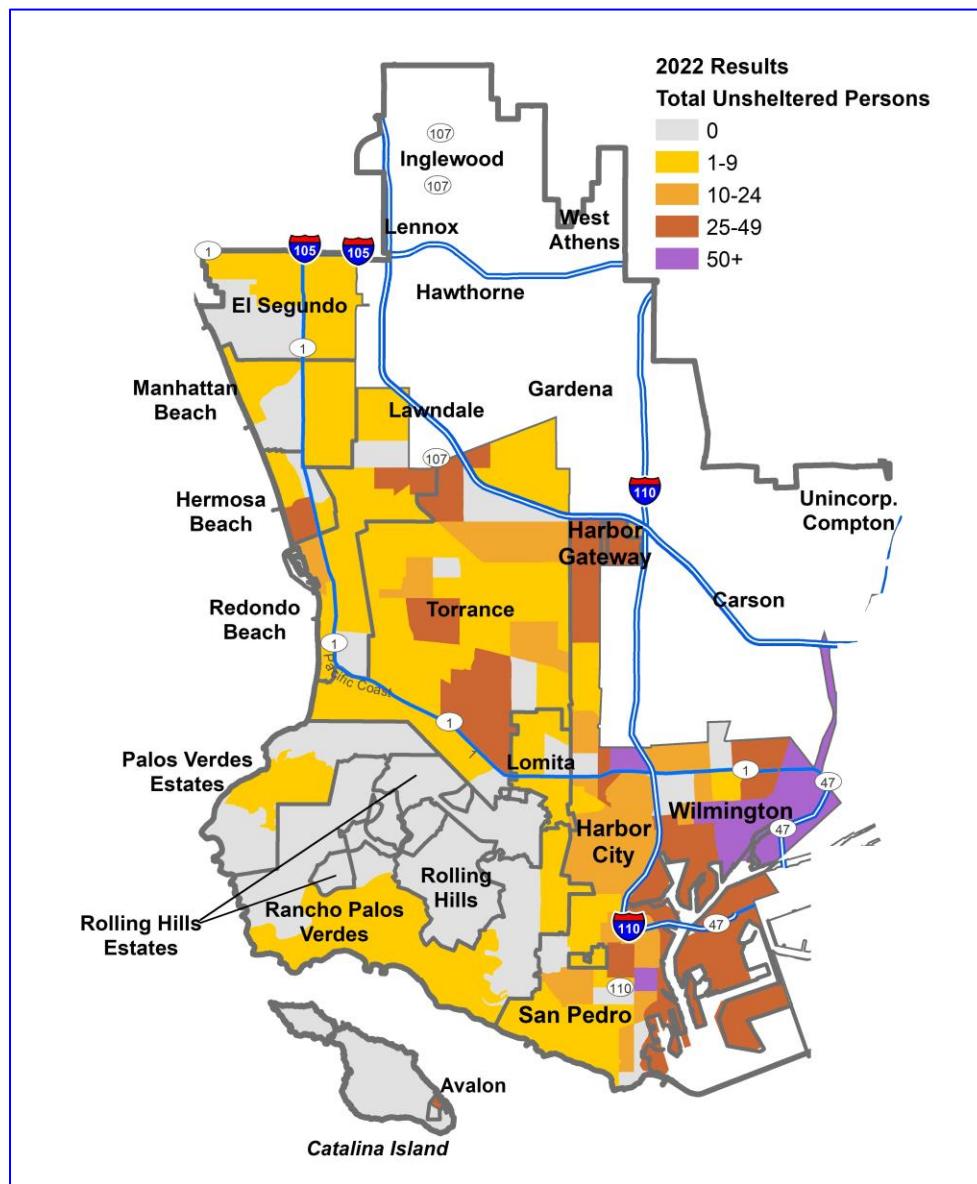 2022 Results
Total Unsheltered Persons
0
1-9
10-24
25-49
50+
107
Inglewood
107
West
Athens
Lennox
1
105
105
Hawthorne
El Segundo
1
Manhattan
Beach
Gardena
Lawndale
107
110
Hermosa
Beach
Unincorp.
Compton
Harbor
Gateway
Carson
Redondo
Beach
Torrance
1
Pacific Coast
1
1
Palos Verdes
Estates
Lomita
1
47
Wilmington
47
Harbor
City
Rolling
Hills
Rolling Hills
Estates
Rancho Palos
Verdes
110
47
110
San Pedro
Avalon
Catalina Island